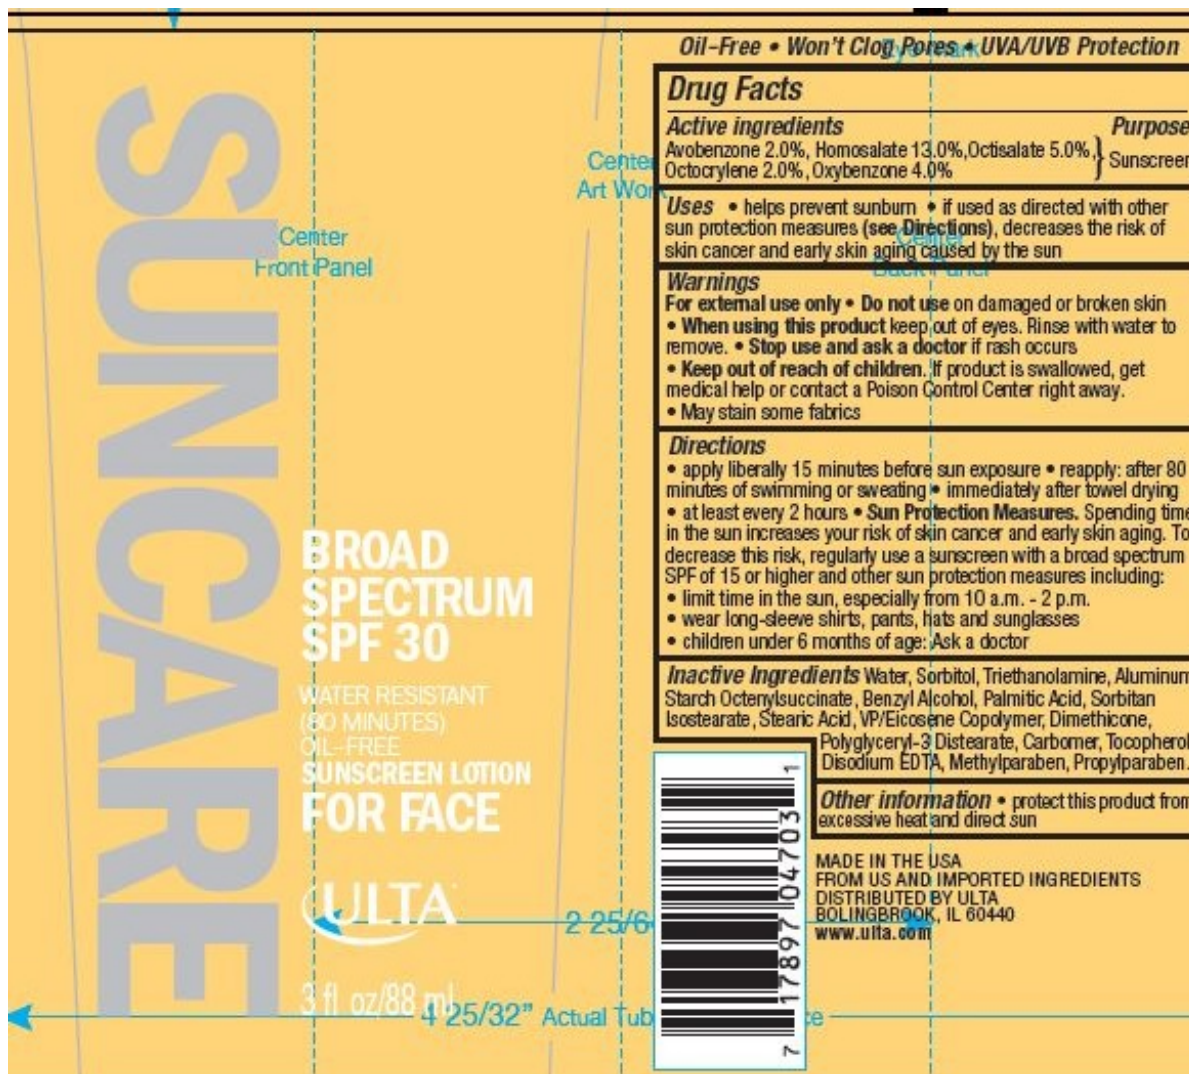 SUNCARE
Center
Front Panel
BROAD
SPECTRUM
SPF 30
WATER RESISTANT
(80 MINUTES)
OIL-FREE
SUNSCREEN LOTION
FOR FACE
ULTA
3 fl oz/88 ml
Center
Art Work
2 25/6
4 25/32" Actual Tub
ce
Oil-Free • Won't Clog Pores • UVA/UVB Protection
Eye Mark
Drug Facts
Active ingredients Purpose
Avobenzone 2.0%, Homosalate 13.0%,Octisalate 5.0%,
Octocrylene 2.0%, Oxybenzone 4.0%
Sunscreen
Uses • helps prevent sunburn • if used as directed with other
sun protection measures (see Directions), decreases the risk of
skin cancer and early skin aging caused by the sun
Center
Back Panel
Warnings
For external use only • Do not use on damaged or broken skin
• When using this product keep out of eyes. Rinse with water to
remove. • Stop use and ask a doctor if rash occurs
• Keep out of reach of children. If product is swallowed, get
medical help or contact a Poison Control Center right away.
• May stain some fabrics
Directions
• apply liberally 15 minutes before sun exposure • reapply: after 80
minutes of swimming or sweating • immediately after towel drying
• at least every 2 hours • Sun Protection Measures. Spending time
in the sun increases your risk of skin cancer and early skin aging. To
decrease this risk, regularly use a sunscreen with a broad spectrum
SPF of 15 or higher and other sun protection measures including:
• limit time in the sun, especially from 10 a.m. - 2 p.m.
• wear long-sleeve shirts, pants, hats and sunglasses
• children under 6 months of age: Ask a doctor
Inactive Ingredients Water, Sorbitol, Triethanolamine, Aluminum
Starch Octenylsuccinate, Benzyl Alcohol, Palmitic Acid, Sorbitan
Isostearate, Stearic Acid, VP/Eicosene Copolymer, Dimethicone,
Polyglyceryl-3 Distearate, Carbomer, Tocopherol
Disodium EDTA, Methylparaben, Propylparaben.
Other information • protect this product from
excessive heat and direct sun
7 17897 04703 1
MADE IN THE USA
FROM US AND IMPORTED INGREDIENTS
DISTRIBUTED BY ULTA
BOLINGBROOK, IL 60440
www.ulta.com